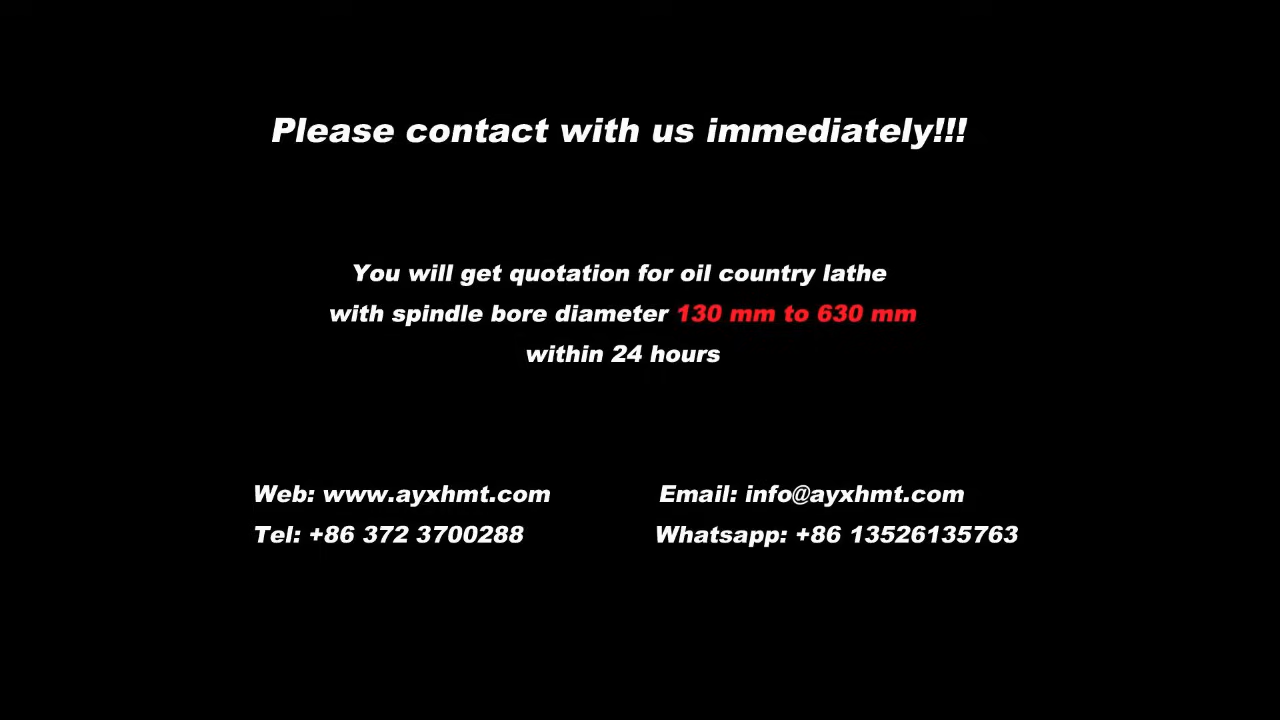 Please contact with us immediately!!!
You will get quotation for oil country lathe
with spindle bore diameter 130 mm to 630 mm
within 24 hours
Web: www.ayxhmt.com
Email: info@ayxhmt.com
Tel: +86 372 3700288
Whatsapp: +86 13526135763